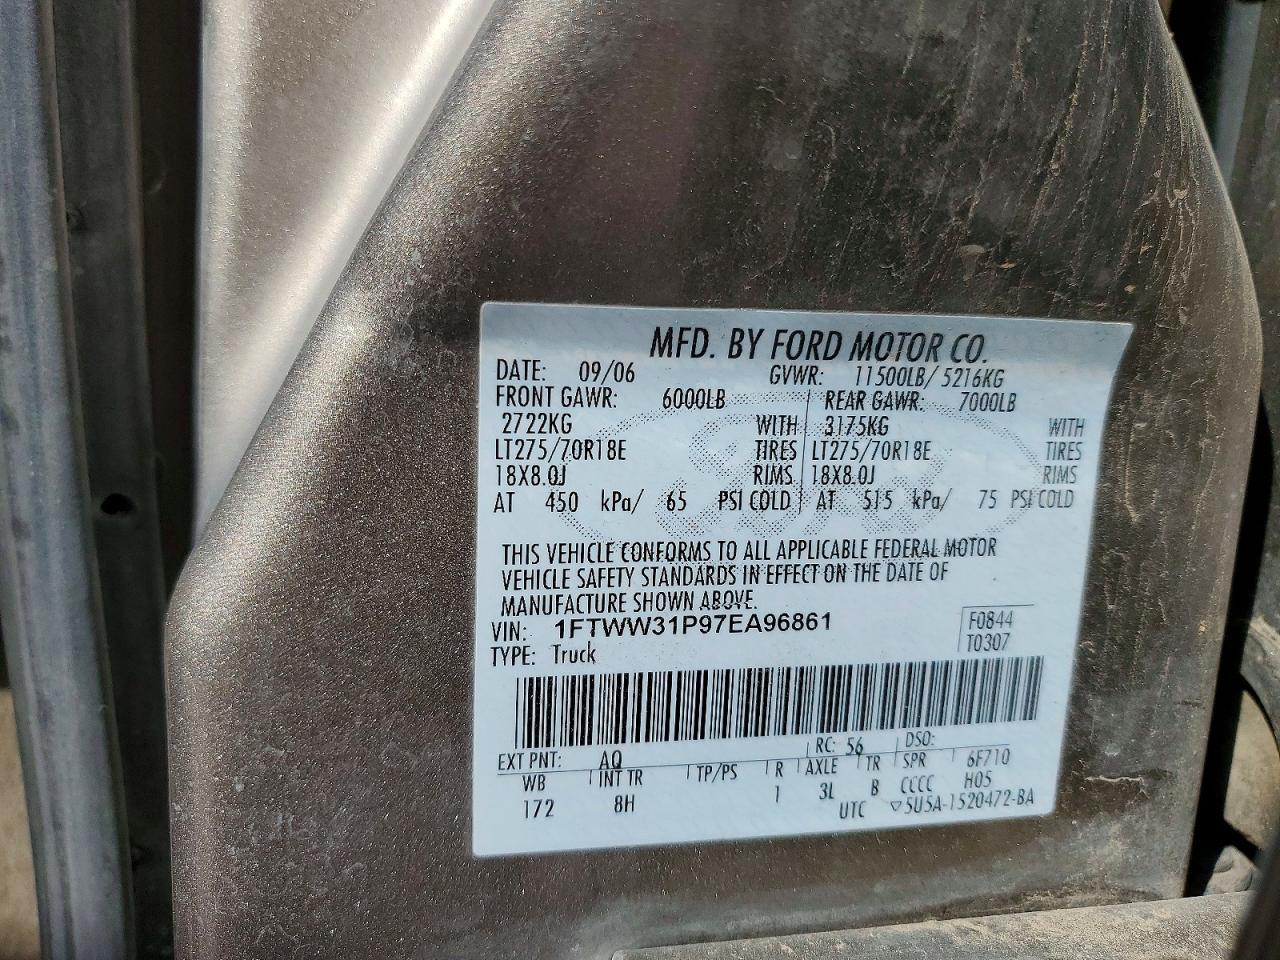 MFD. BY FORD MOTOR CO.
DATE: 09/06 GVWR: 11500LB/ 5216KG
FRONT GAWR: 6000LB REAR GAWR: 7000LB
2722KG WITH 3175KG WITH
LT275/70R18E TIRES LT275/70R18E TIRES
18X8.0J RIMS 18X8.0J RIMS
AT 450 kPa/ 65 PSI COLD AT 515 kPa/ 75 PSI COLD
THIS VEHICLE CONFORMS TO ALL APPLICABLE FEDERAL MOTOR
VEHICLE SAFETY STANDARDS IN EFFECT ON THE DATE OF
MANUFACTURE SHOWN ABOVE.
VIN: 1FTWW31P97EA96861 F0844
TYPE: Truck T0307
EXT PNT: AQ RC: 56 DSO:
WB INT TR TP/PS R AXLE TR SPR 6F710
172 8H 1 3L B CCCC H05
UTC ▽5U5A-1520472-BA